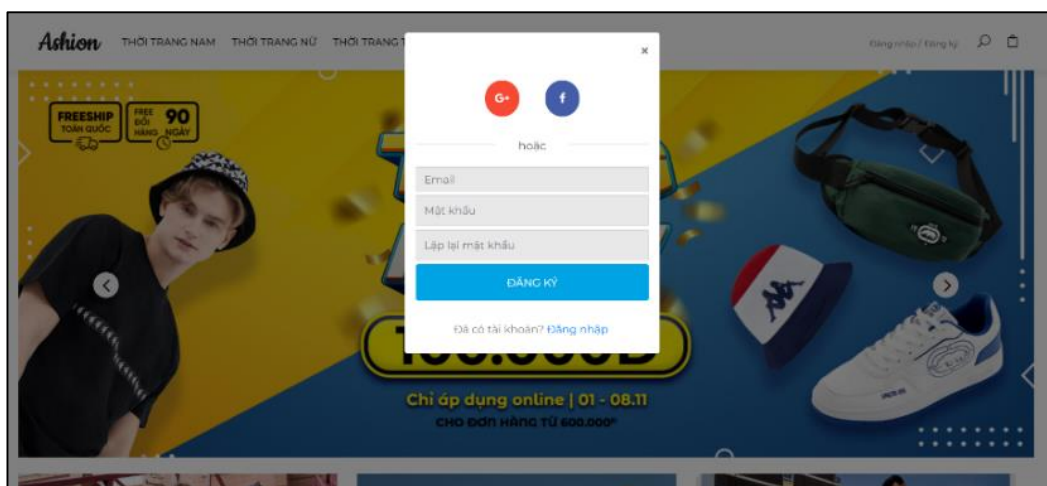 Ashion THỜI TRANG NAM THỜI TRANG NỮ THỜI TRANG Đăng nhập / Đăng ký
×
FREESHIP
TOÀN QUỐC
FREE
ĐỔI
HÀNG
90
NGÀY
G+ f
hoặc
Email
Mật khẩu
Lặp lại mật khẩu
ĐĂNG KÝ
Đã có tài khoản? Đăng nhập
Chỉ áp dụng online | 01 - 08.11
CHO ĐƠN HÀNG TỪ 600.000Đ